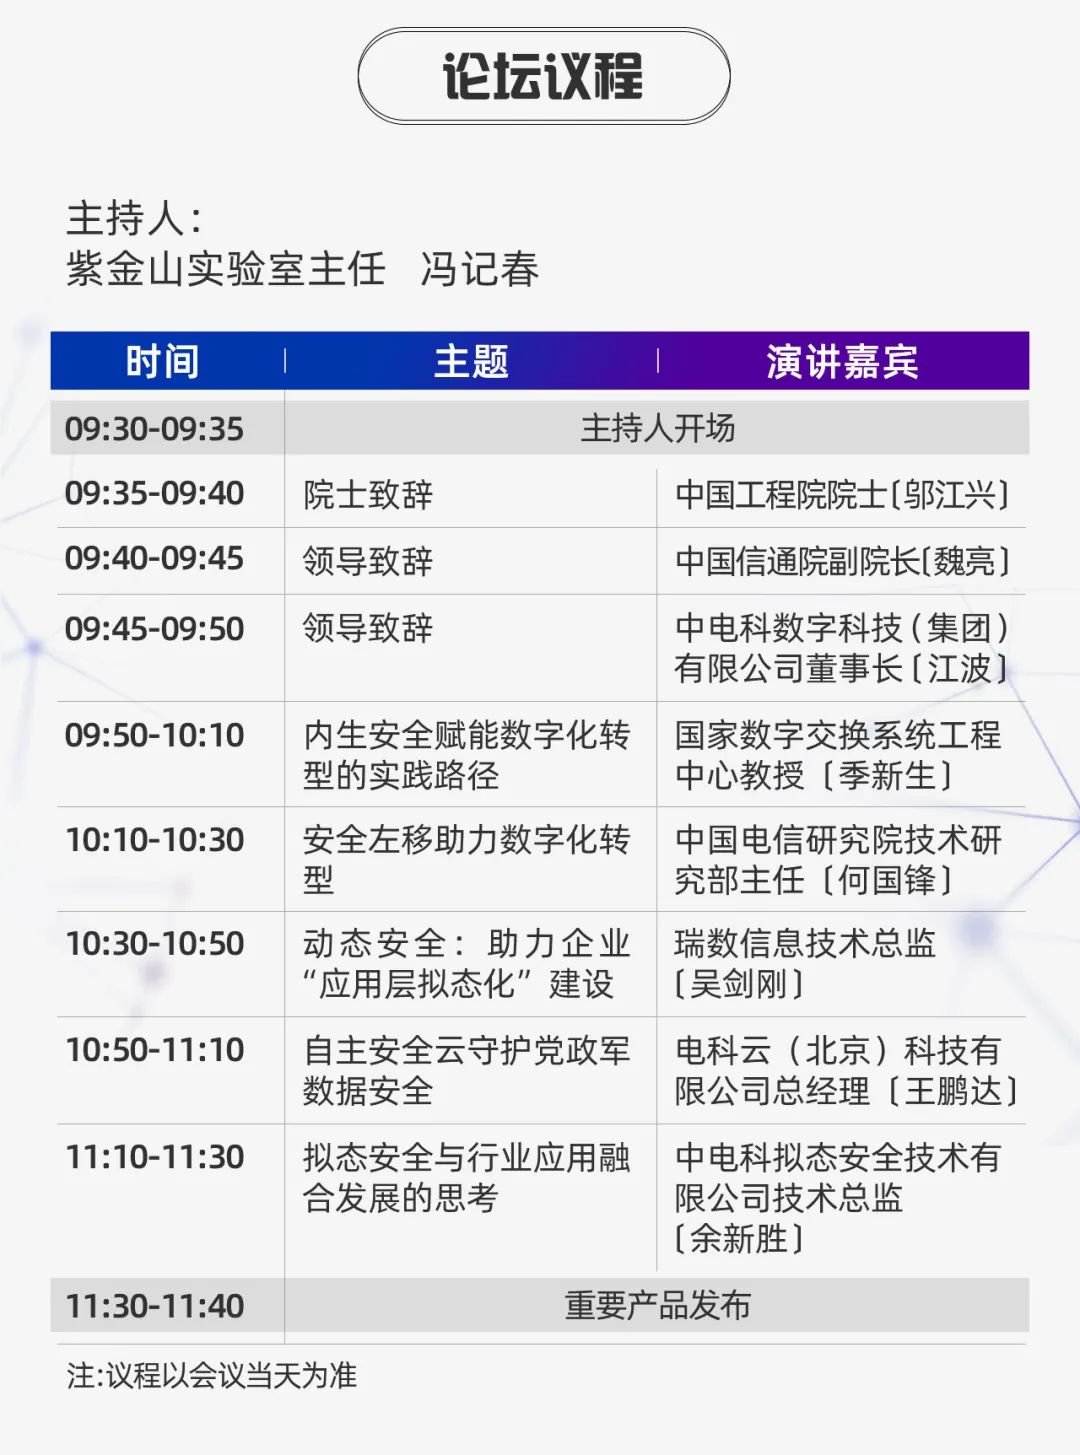 论坛议程
主持人：
紫金山实验室主任 冯记春
时间 主题 演讲嘉宾
09:30-09:35 主持人开场
09:35-09:40 院士致辞 中国工程院院士〔邬江兴〕
09:40-09:45 领导致辞 中国信通院副院长〔魏亮〕
09:45-09:50 领导致辞 中电科数字科技（集团）
有限公司董事长〔江波〕
09:50-10:10 内生安全赋能数字化转 国家数字交换系统工程
型的实践路径 中心教授〔季新生〕
10:10-10:30 安全左移助力数字化转 中国电信研究院技术研
型 究部主任〔何国锋〕
10:30-10:50 动态安全：助力企业 瑞数信息技术总监
“应用层拟态化”建设 〔吴剑刚〕
10:50-11:10 自主安全云守护党政军 电科云（北京）科技有
数据安全 限公司总经理〔王鹏达〕
11:10-11:30 拟态安全与行业应用融 中电科拟态安全技术有
合发展的思考 限公司技术总监
〔余新胜〕
11:30-11:40 重要产品发布
注:议程以会议当天为准